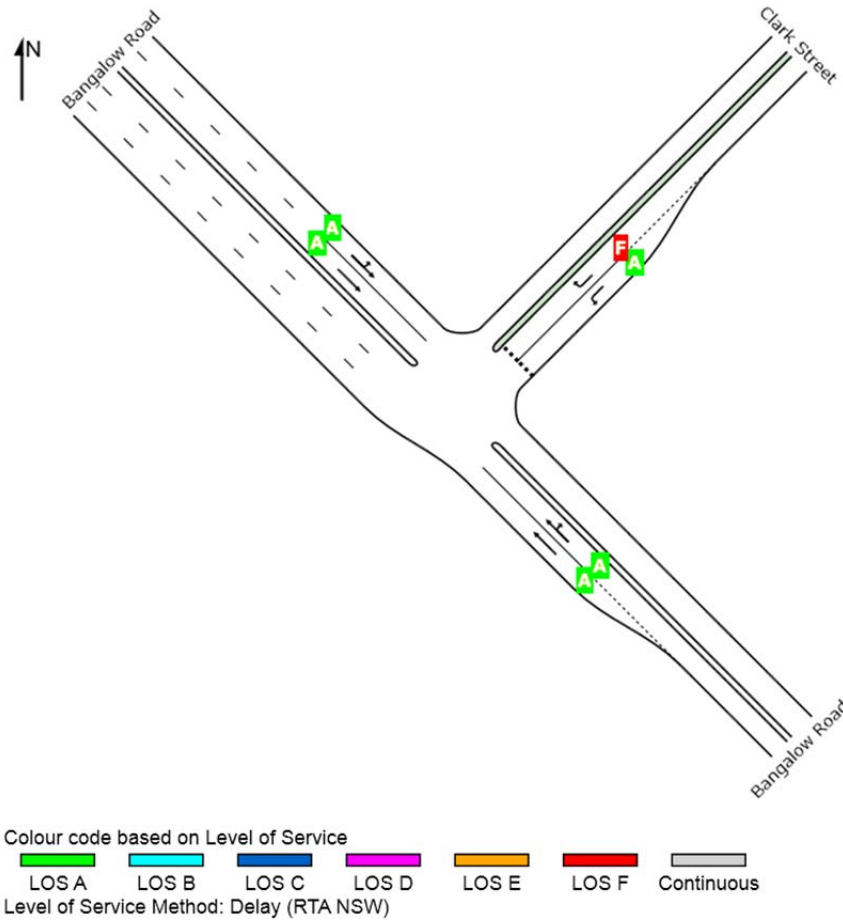 N
Bangalow Road
Clark Street
A
A
F
A
A
A
Bangalow Road
Colour code based on Level of Service
LOS A LOS B LOS C LOS D LOS E LOS F Continuous
Level of Service Method: Delay (RTA NSW)